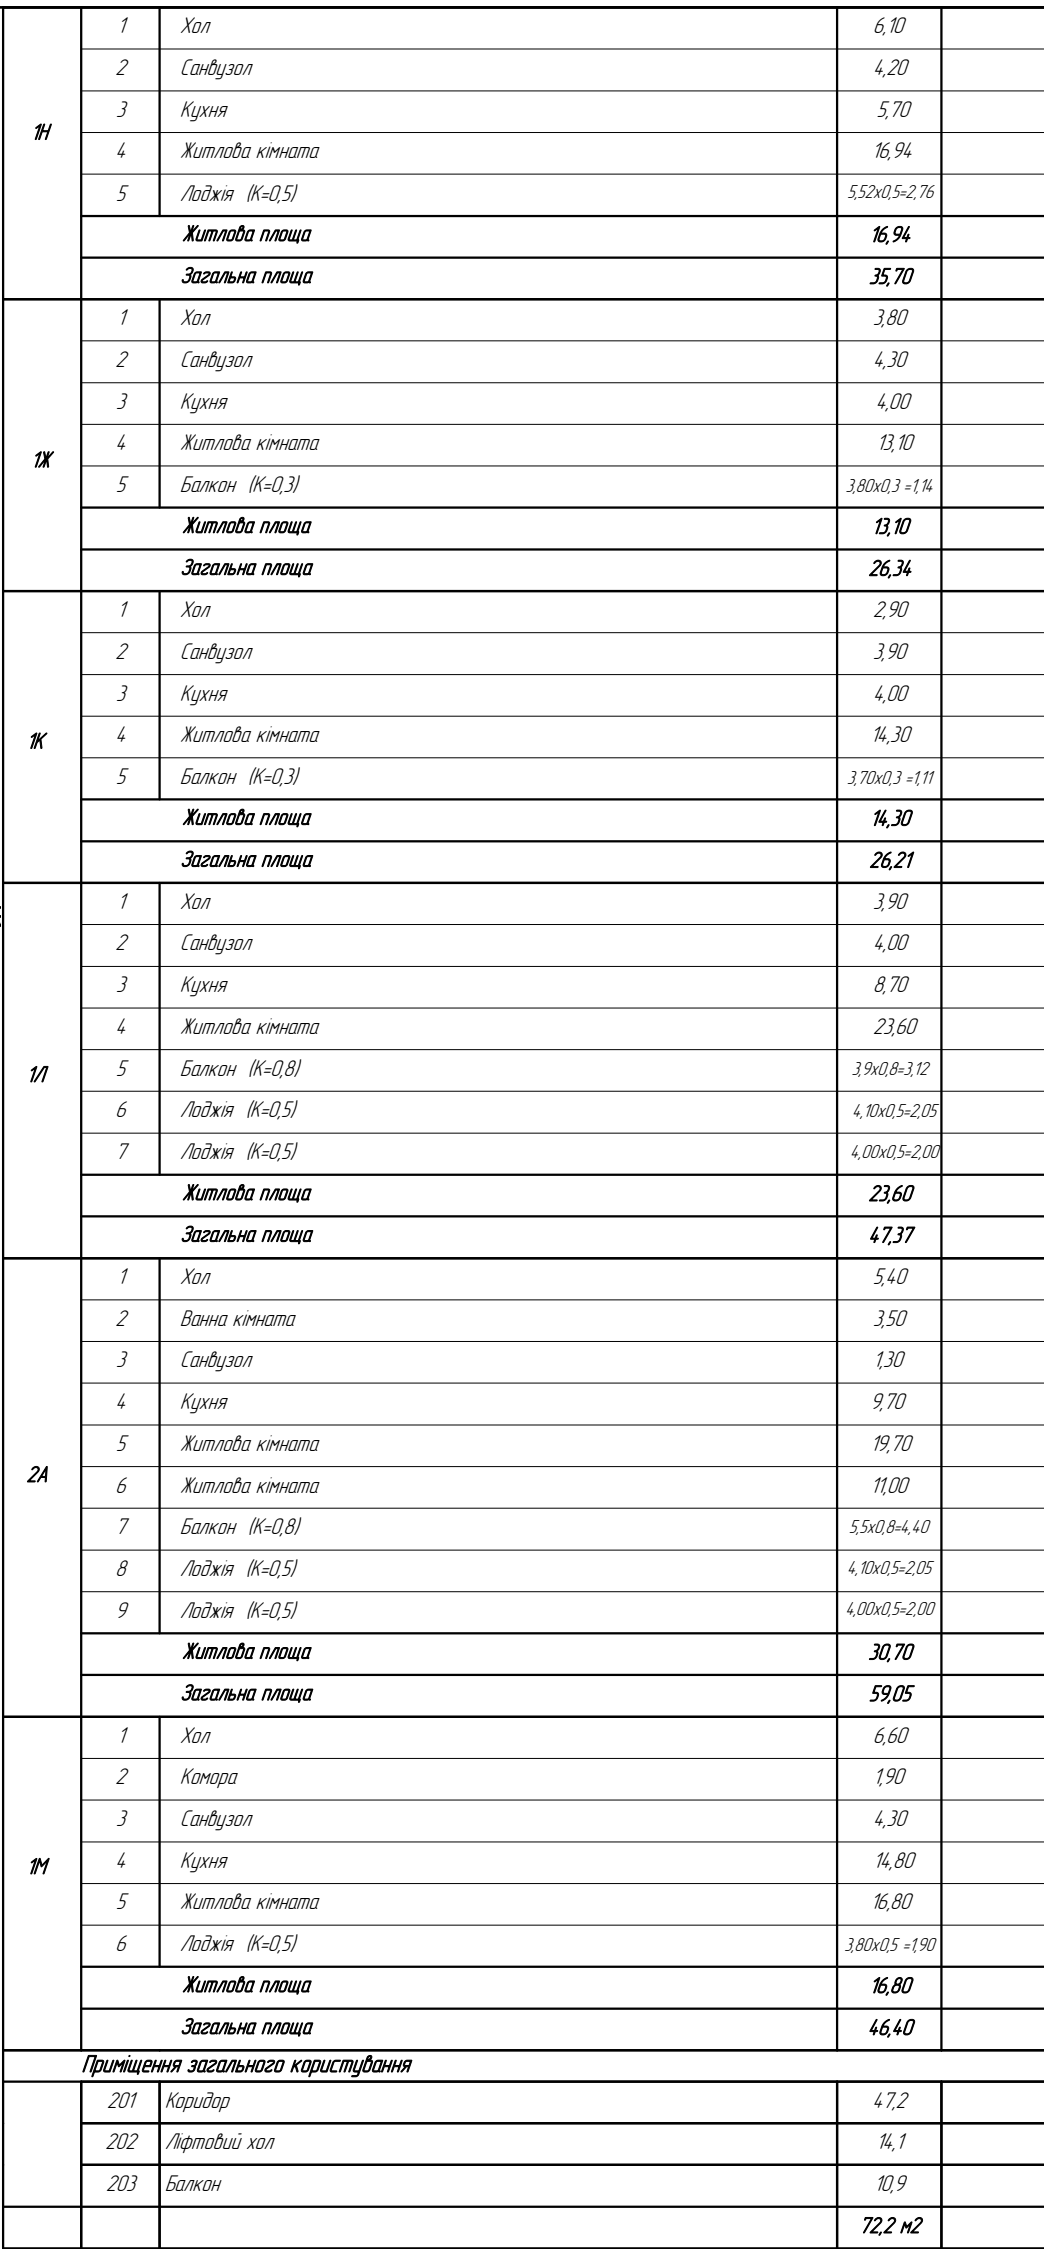 1Н
1 Хол 6,10
2 Санвузол 4,20
3 Кухня 5,70
4 Житлова кімната 16,94
5 Лоджія (К=0,5) 5,52x0,5=2,76
Житлова площа 16,94
Загальна площа 35,70
1Ж
1 Хол 3,80
2 Санвузол 4,30
3 Кухня 4,00
4 Житлова кімната 13,10
5 Балкон (К=0,3) 3,80x0,3 =1,14
Житлова площа 13,10
Загальна площа 26,34
1К
1 Хол 2,90
2 Санвузол 3,90
3 Кухня 4,00
4 Житлова кімната 14,30
5 Балкон (К=0,3) 3,70x0,3 =1,11
Житлова площа 14,30
Загальна площа 26,21
1Л
1 Хол 3,90
2 Санвузол 4,00
3 Кухня 8,70
4 Житлова кімната 23,60
5 Балкон (К=0,8) 3,9x0,8=3,12
6 Лоджія (К=0,5) 4,10x0,5=2,05
7 Лоджія (К=0,5) 4,00x0,5=2,00
Житлова площа 23,60
Загальна площа 47,37
2А
1 Хол 5,40
2 Ванна кімната 3,50
3 Санвузол 1,30
4 Кухня 9,70
5 Житлова кімната 19,70
6 Житлова кімната 11,00
7 Балкон (К=0,8) 5,5x0,8=4,40
8 Лоджія (К=0,5) 4,10x0,5=2,05
9 Лоджія (К=0,5) 4,00x0,5=2,00
Житлова площа 30,70
Загальна площа 59,05
1М
1 Хол 6,60
2 Комора 1,90
3 Санвузол 4,30
4 Кухня 14,80
5 Житлова кімната 16,80
6 Лоджія (К=0,5) 3,80x0,5 =1,90
Житлова площа 16,80
Загальна площа 46,40
Приміщення загального користування
201 Коридор 47,2
202 Ліфтовий хол 14,1
203 Балкон 10,9
72,2 м2